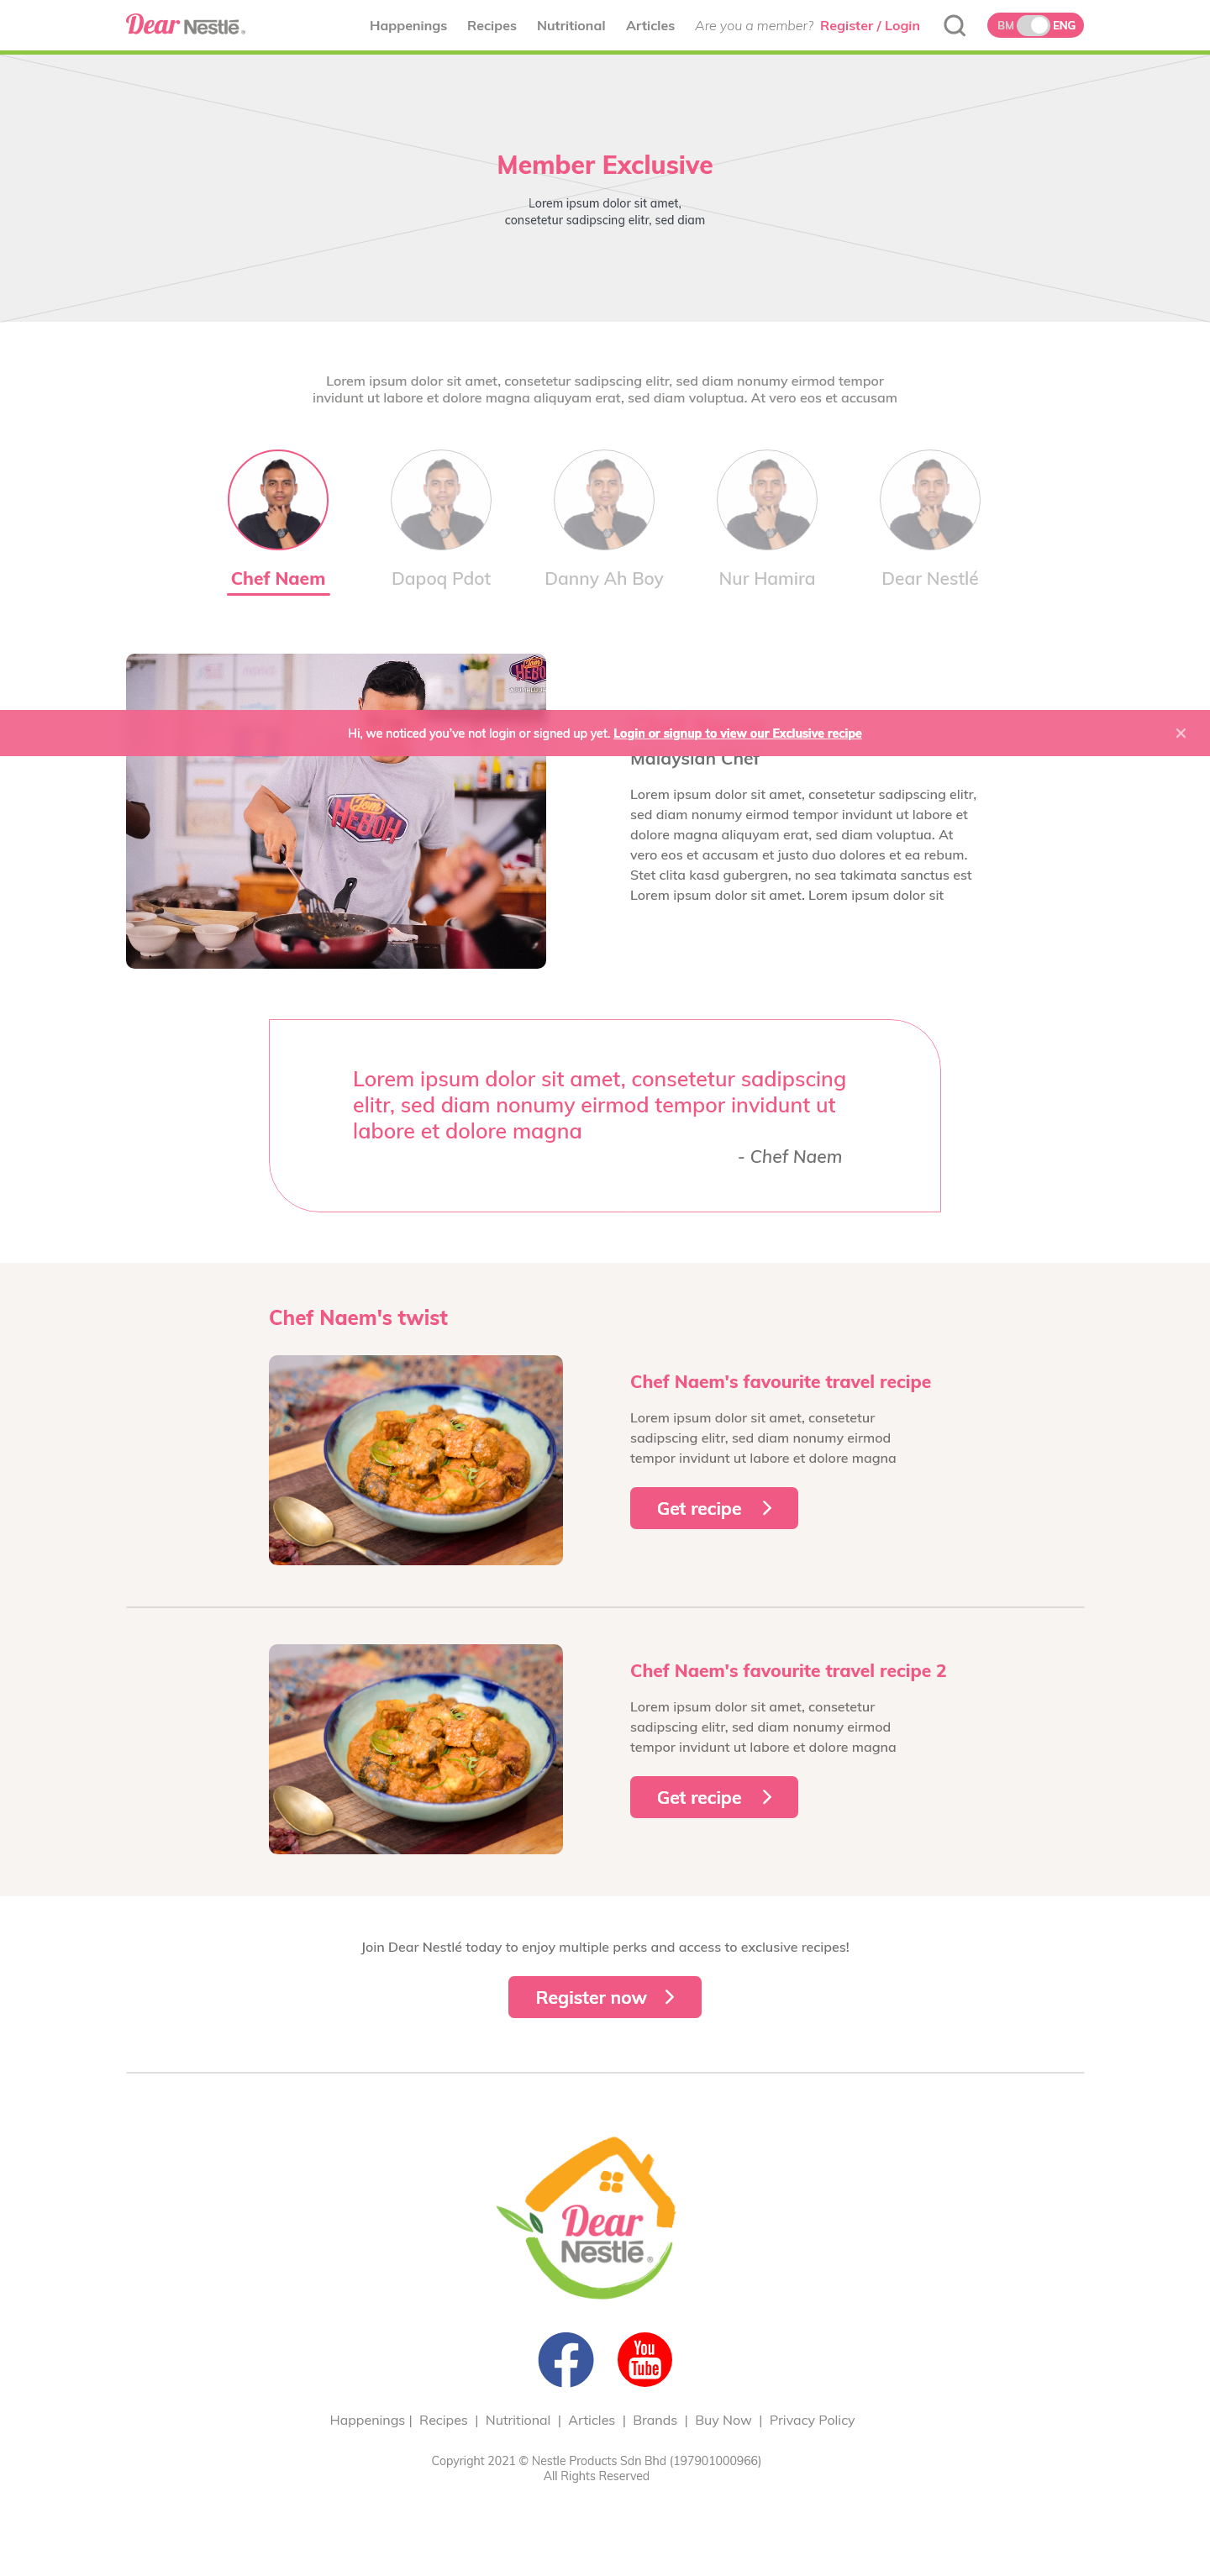 Dear Nestlé®
Happenings Recipes Nutritional Articles Are you a member? Register / Login BM ENG
Member Exclusive
Lorem ipsum dolor sit amet,
consetetur sadipscing elitr, sed diam
Lorem ipsum dolor sit amet, consetetur sadipscing elitr, sed diam nonumy eirmod tempor
invidunt ut labore et dolore magna aliquyam erat, sed diam voluptua. At vero eos et accusam
Chef Naem Dapoq Pdot Danny Ah Boy Nur Hamira Dear Nestlé
Jom
HEBOH
Hi, we noticed you've not login or signed up yet. Login or signup to view our Exclusive recipe
Malaysian Chef
Jom
HEBOH
Lorem ipsum dolor sit amet, consetetur sadipscing elitr,
sed diam nonumy eirmod tempor invidunt ut labore et
dolore magna aliquyam erat, sed diam voluptua. At
vero eos et accusam et justo duo dolores et ea rebum.
Stet clita kasd gubergren, no sea takimata sanctus est
Lorem ipsum dolor sit amet. Lorem ipsum dolor sit
Lorem ipsum dolor sit amet, consetetur sadipscing
elitr, sed diam nonumy eirmod tempor invidunt ut
labore et dolore magna
- Chef Naem
Chef Naem's twist
Chef Naem's favourite travel recipe
Lorem ipsum dolor sit amet, consetetur
sadipscing elitr, sed diam nonumy eirmod
tempor invidunt ut labore et dolore magna
Get recipe
Chef Naem's favourite travel recipe 2
Lorem ipsum dolor sit amet, consetetur
sadipscing elitr, sed diam nonumy eirmod
tempor invidunt ut labore et dolore magna
Get recipe
Join Dear Nestlé today to enjoy multiple perks and access to exclusive recipes!
Register now
Dear
Nestlé®
You
Tube
Happenings | Recipes | Nutritional | Articles | Brands | Buy Now | Privacy Policy
Copyright 2021 © Nestle Products Sdn Bhd (197901000966)
All Rights Reserved